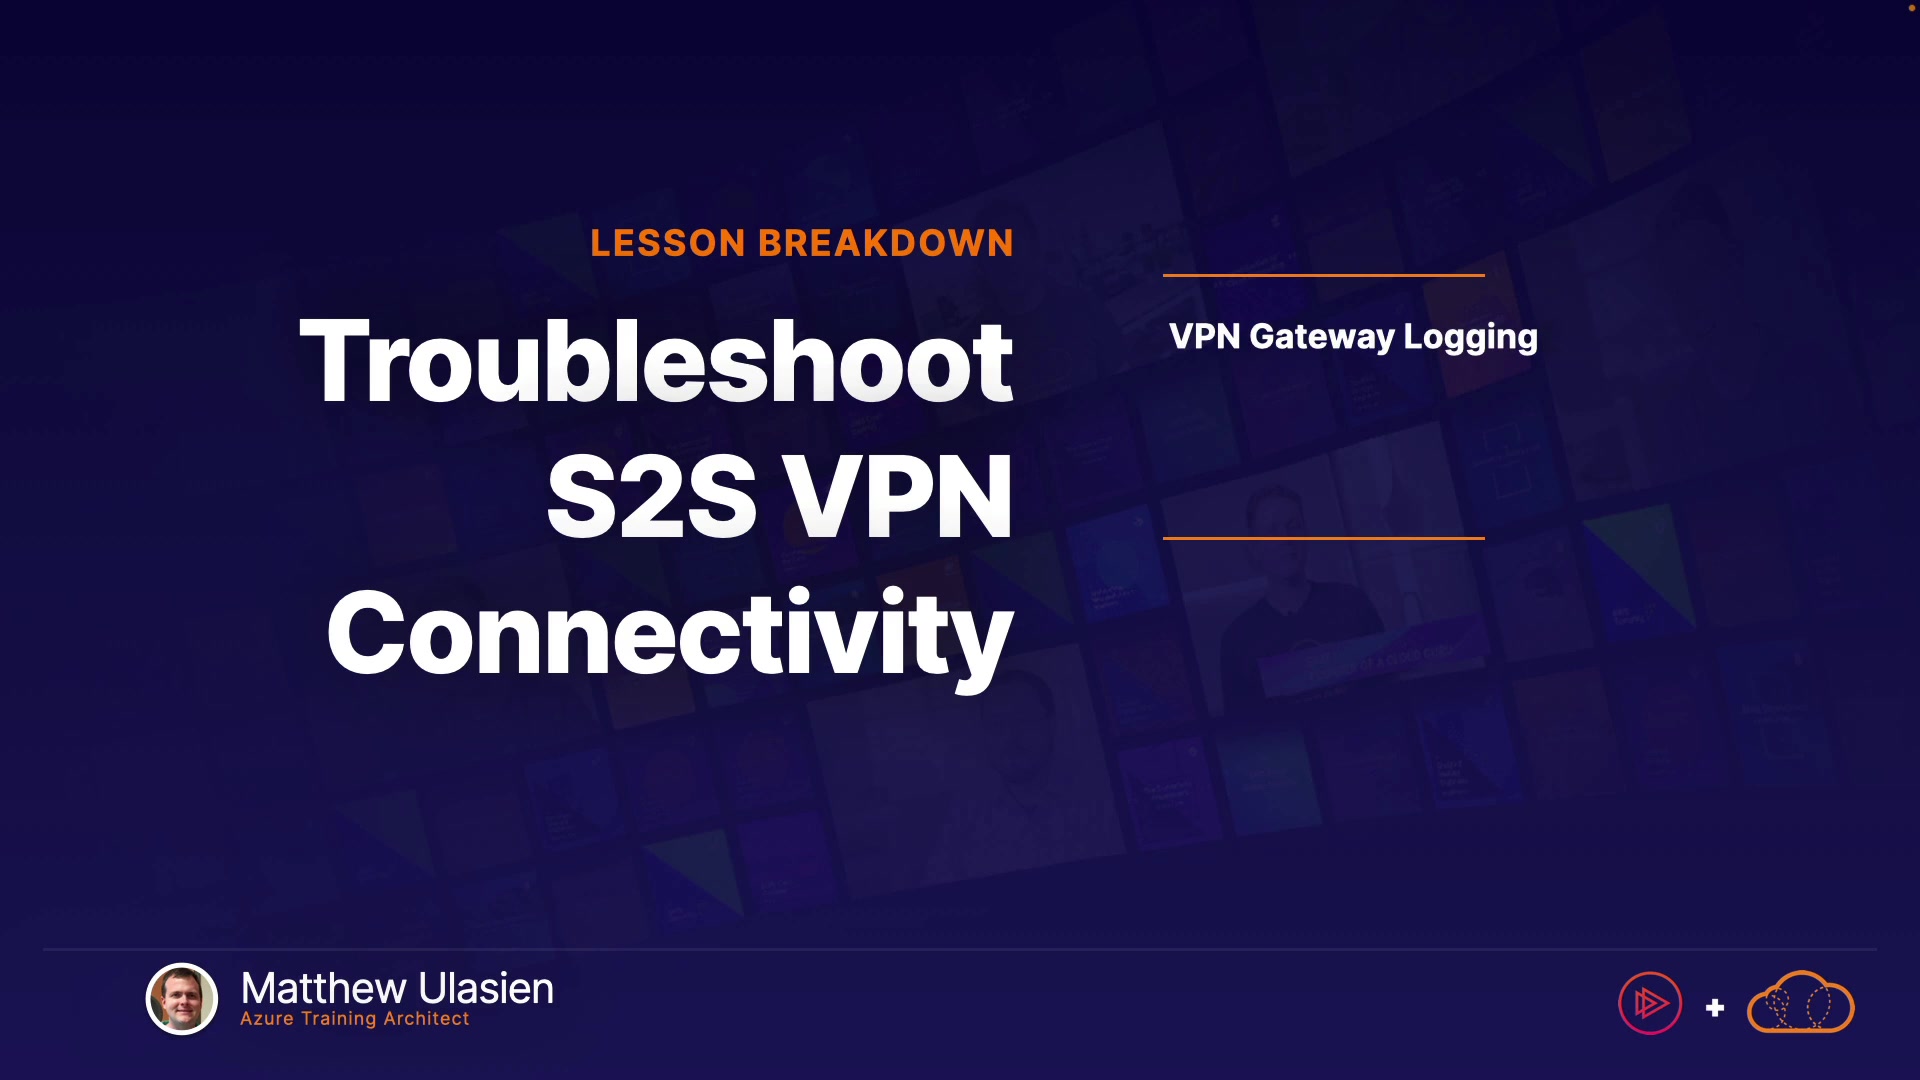 LESSON BREAKDOWN
Troubleshoot
S2S VPN
Connectivity
VPN Gateway Logging
Matthew Ulasien
Azure Training Architect